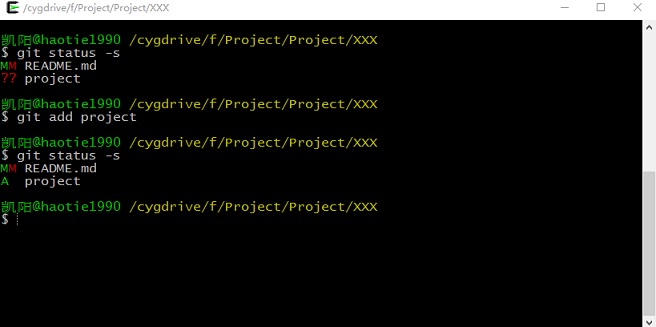 /cygdrive/f/Project/Project/XXX
凯阳@haotie1990 /cygdrive/f/Project/Project/XXX
$ git status -s
MM README.md
?? project
凯阳@haotie1990 /cygdrive/f/Project/Project/XXX
$ git add project
凯阳@haotie1990 /cygdrive/f/Project/Project/XXX
$ git status -s
MM README.md
A  project
凯阳@haotie1990 /cygdrive/f/Project/Project/XXX
$